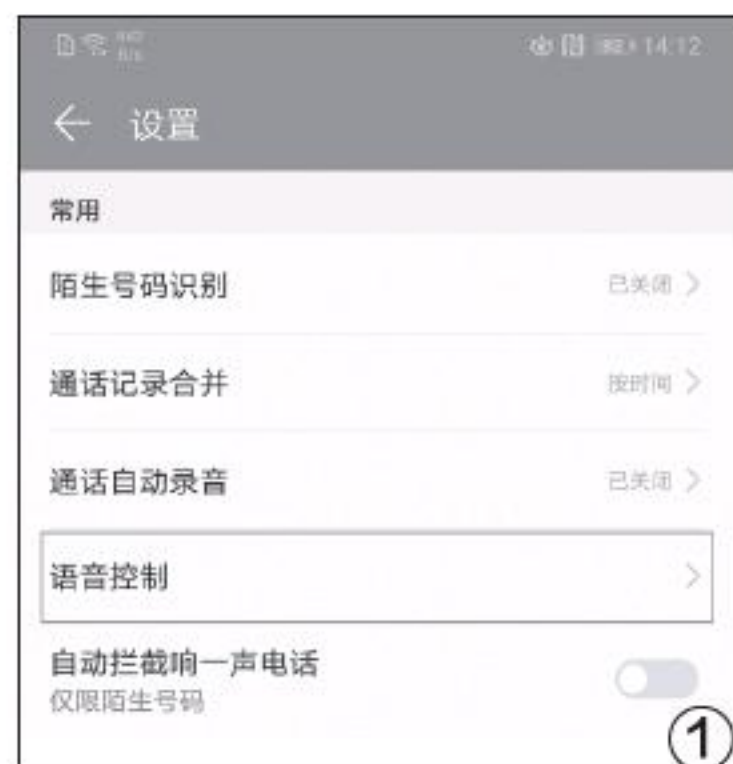 14:12
← 设置
常用
陌生号码识别 已关闭
通话记录合并 按时间
通话自动录音 已关闭
语音控制
自动拦截响一声电话
仅限陌生号码
①